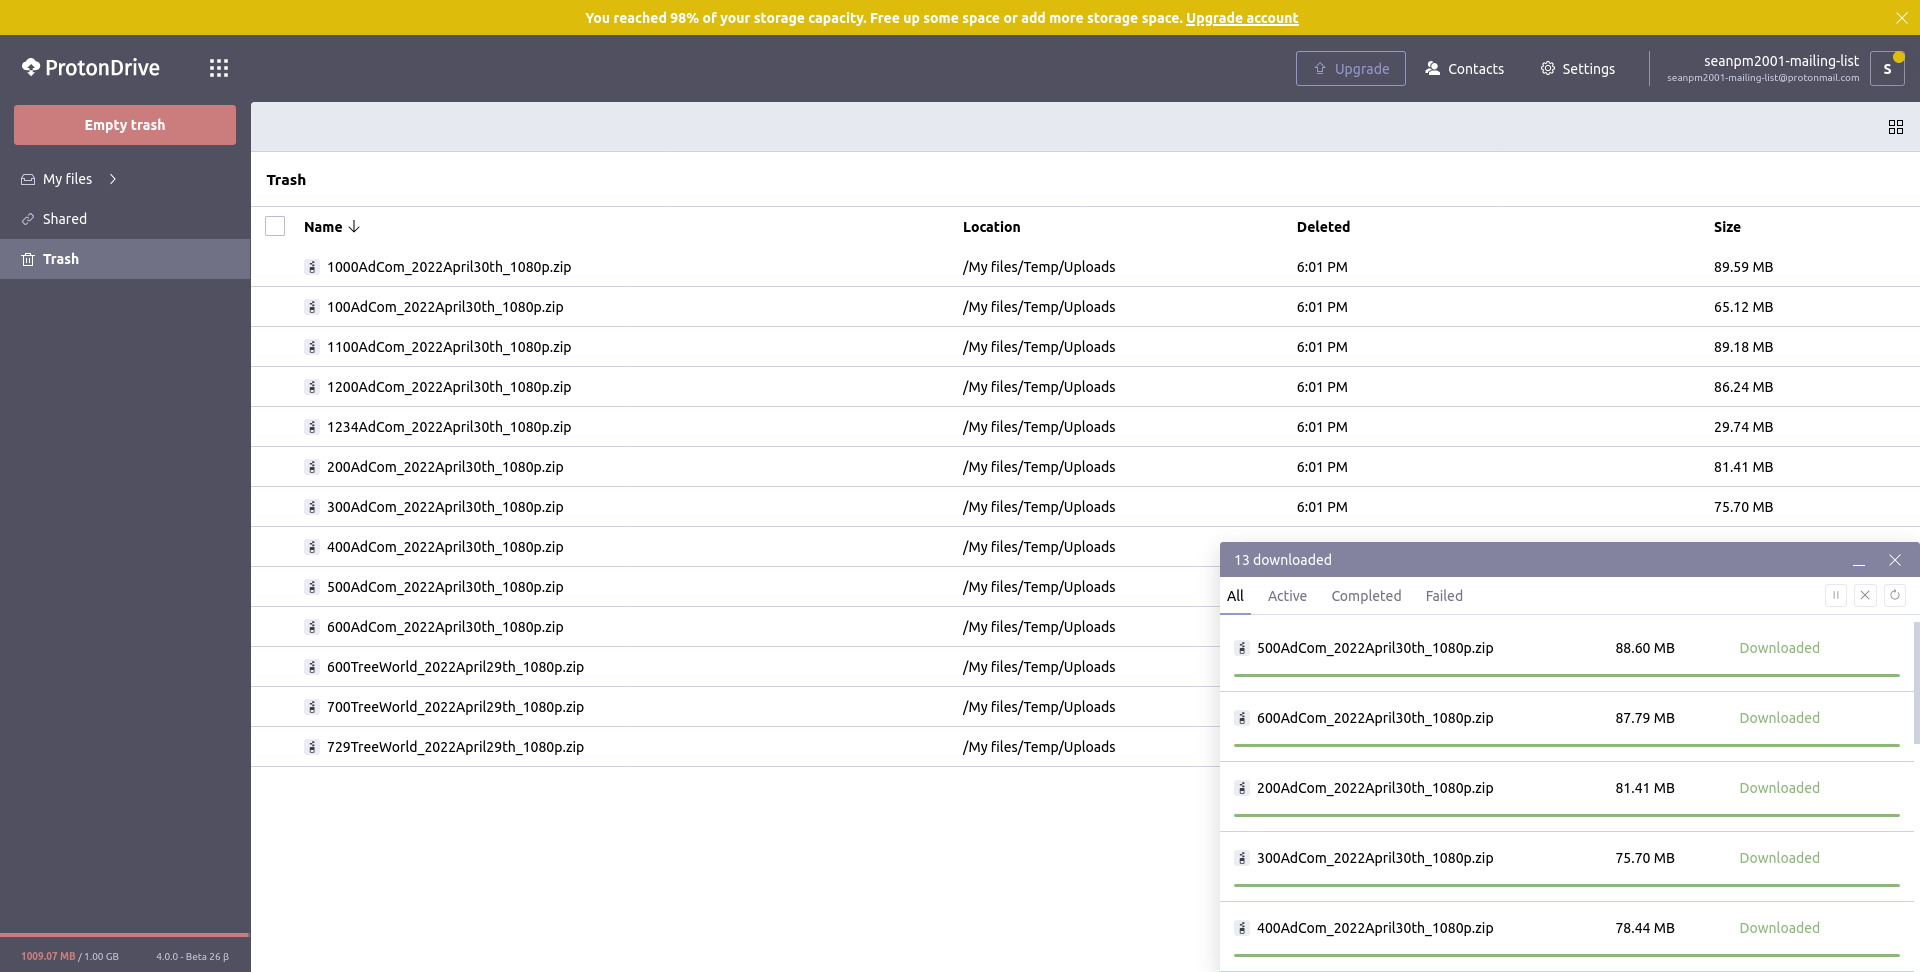 You reached 98% of your storage capacity. Free up some space or add more storage space. Upgrade account
ProtonDrive
Upgrade
Contacts
Settings
seanpm2001-mailing-list
seanpm2001-mailing-list@protonmail.com
S
Empty trash
My files
Shared
Trash
Trash
Name Location Deleted Size
1000AdCom_2022April30th_1080p.zip /My files/Temp/Uploads 6:01 PM 89.59 MB
100AdCom_2022April30th_1080p.zip /My files/Temp/Uploads 6:01 PM 65.12 MB
1100AdCom_2022April30th_1080p.zip /My files/Temp/Uploads 6:01 PM 89.18 MB
1200AdCom_2022April30th_1080p.zip /My files/Temp/Uploads 6:01 PM 86.24 MB
1234AdCom_2022April30th_1080p.zip /My files/Temp/Uploads 6:01 PM 29.74 MB
200AdCom_2022April30th_1080p.zip /My files/Temp/Uploads 6:01 PM 81.41 MB
300AdCom_2022April30th_1080p.zip /My files/Temp/Uploads 6:01 PM 75.70 MB
400AdCom_2022April30th_1080p.zip /My files/Temp/Uploads
500AdCom_2022April30th_1080p.zip /My files/Temp/Uploads
600AdCom_2022April30th_1080p.zip /My files/Temp/Uploads
600TreeWorld_2022April29th_1080p.zip /My files/Temp/Uploads
700TreeWorld_2022April29th_1080p.zip /My files/Temp/Uploads
729TreeWorld_2022April29th_1080p.zip /My files/Temp/Uploads
13 downloaded
All Active Completed Failed
500AdCom_2022April30th_1080p.zip 88.60 MB Downloaded
600AdCom_2022April30th_1080p.zip 87.79 MB Downloaded
200AdCom_2022April30th_1080p.zip 81.41 MB Downloaded
300AdCom_2022April30th_1080p.zip 75.70 MB Downloaded
400AdCom_2022April30th_1080p.zip 78.44 MB Downloaded
1009.07 MB / 1.00 GB 4.0.0 - Beta 26 β